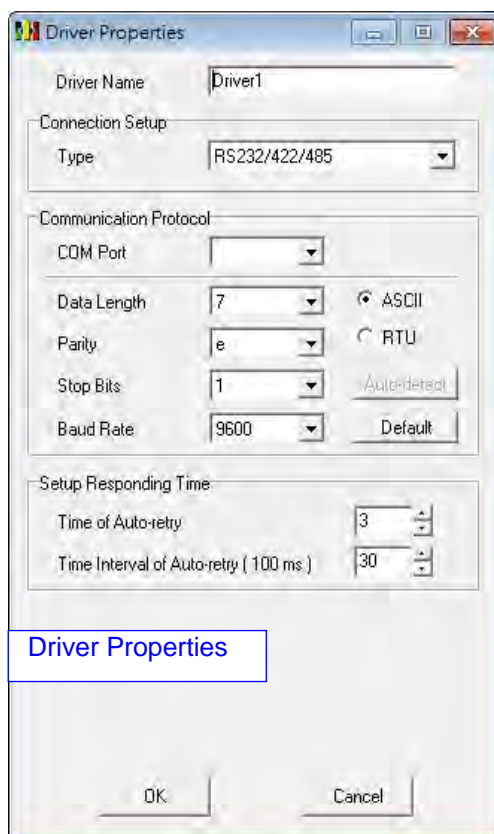 Driver Properties
Driver Name Driver1
Connection Setup
Type RS232/422/485
Communication Protocol
COM Port
Data Length 7 ASCII
Parity e RTU
Stop Bits 1 Auto-detect
Baud Rate 9600 Default
Setup Responding Time
Time of Auto-retry 3
Time Interval of Auto-retry ( 100 ms ) 30
Driver Properties
OK Cancel